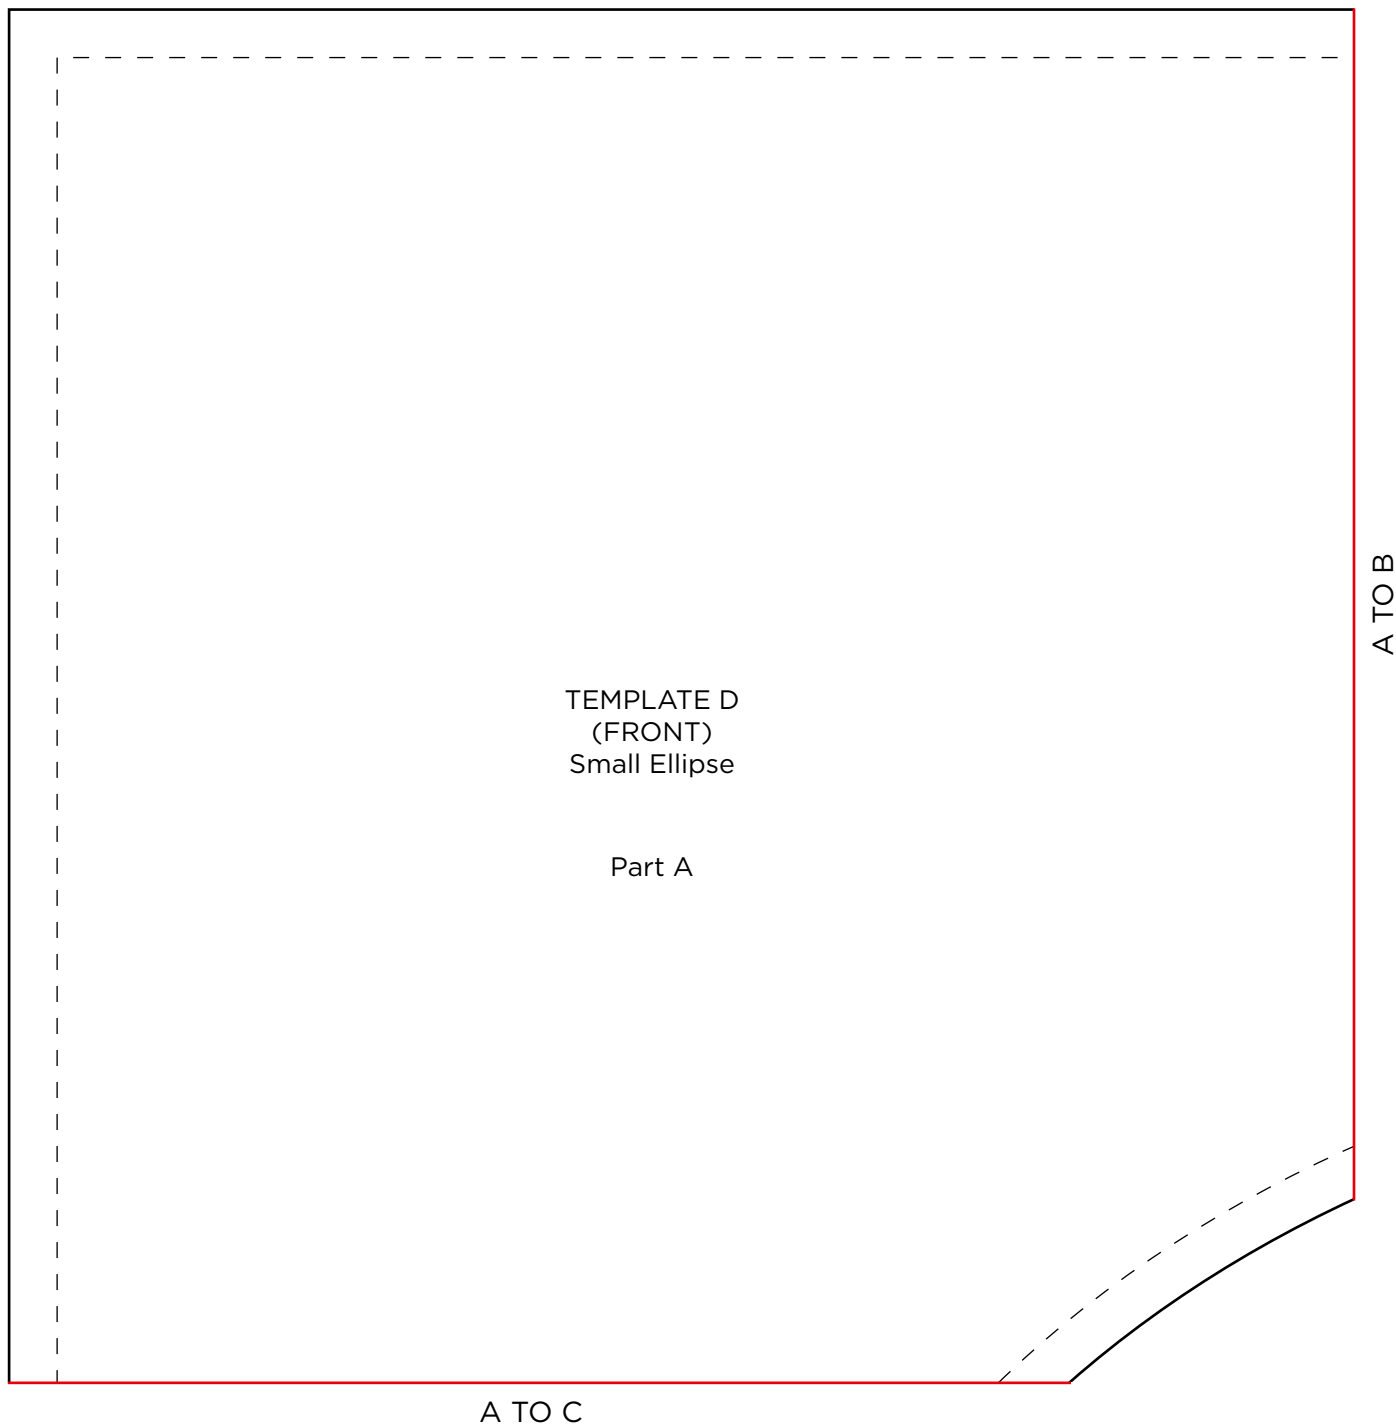 TEMPLATE D
(FRONT)
Small Ellipse
Part A
A TO B
A TO C